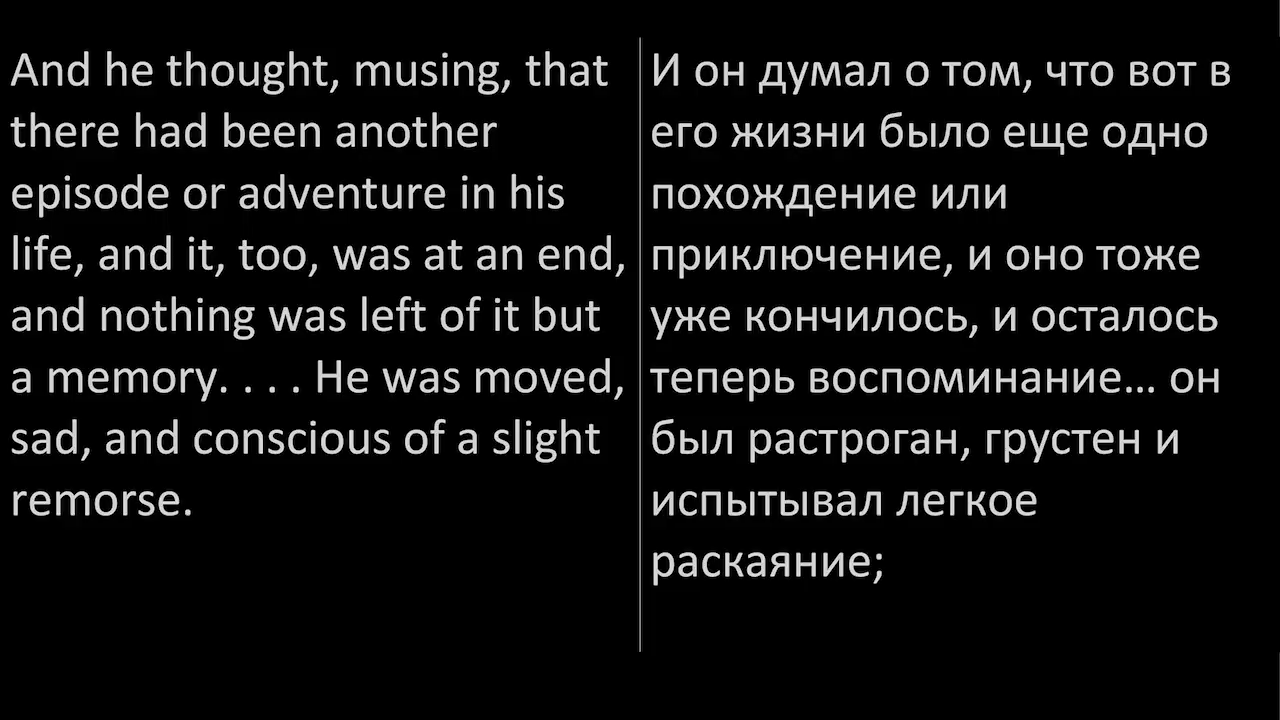 And he thought, musing, that
there had been another
episode or adventure in his
life, and it, too, was at an end,
and nothing was left of it but
a memory. . . . He was moved,
sad, and conscious of a slight
remorse.
И он думал о том, что вот в
его жизни было еще одно
похождение или
приключение, и оно тоже
уже кончилось, и осталось
теперь воспоминание… он
был растроган, грустен и
испытывал легкое
раскаяние;